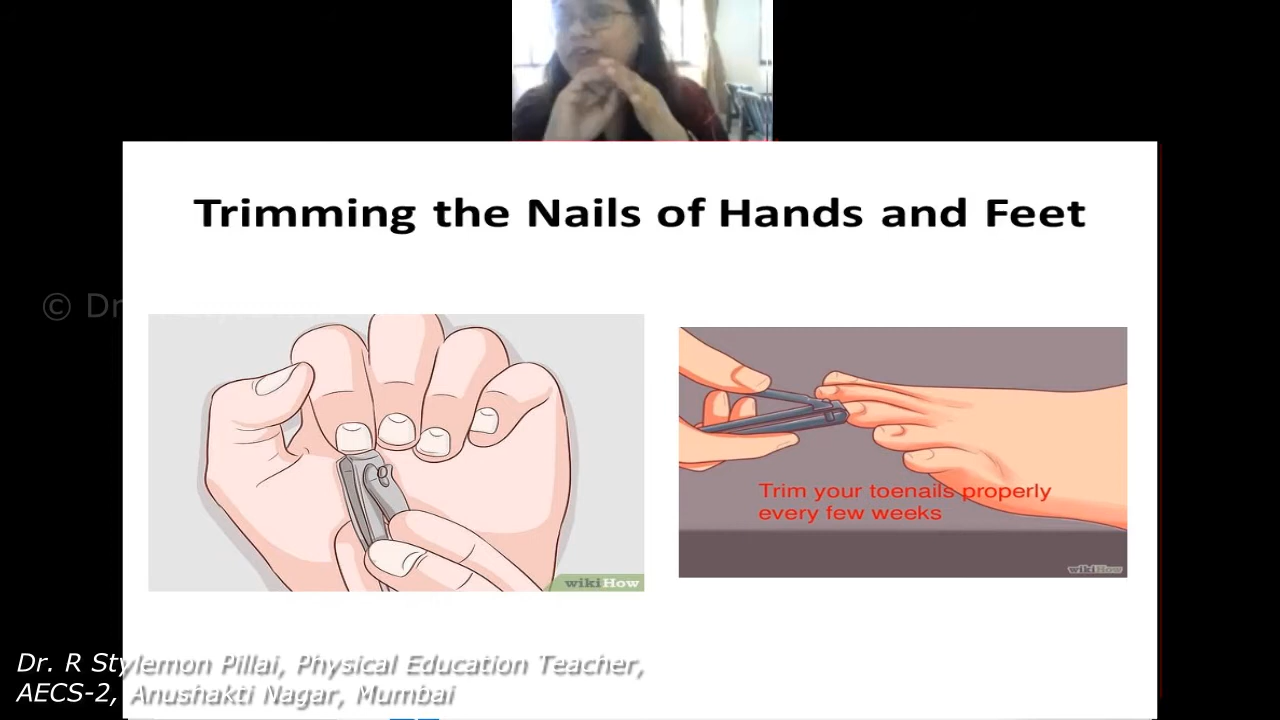 Trimming the Nails of Hands and Feet
© Dr
Trim your toenails properly
every few weeks
wikiHow
wikiHow
Dr. R Stylemon Pillai, Physical Education Teacher,
AECS-2, Anushakti Nagar, Mumbai